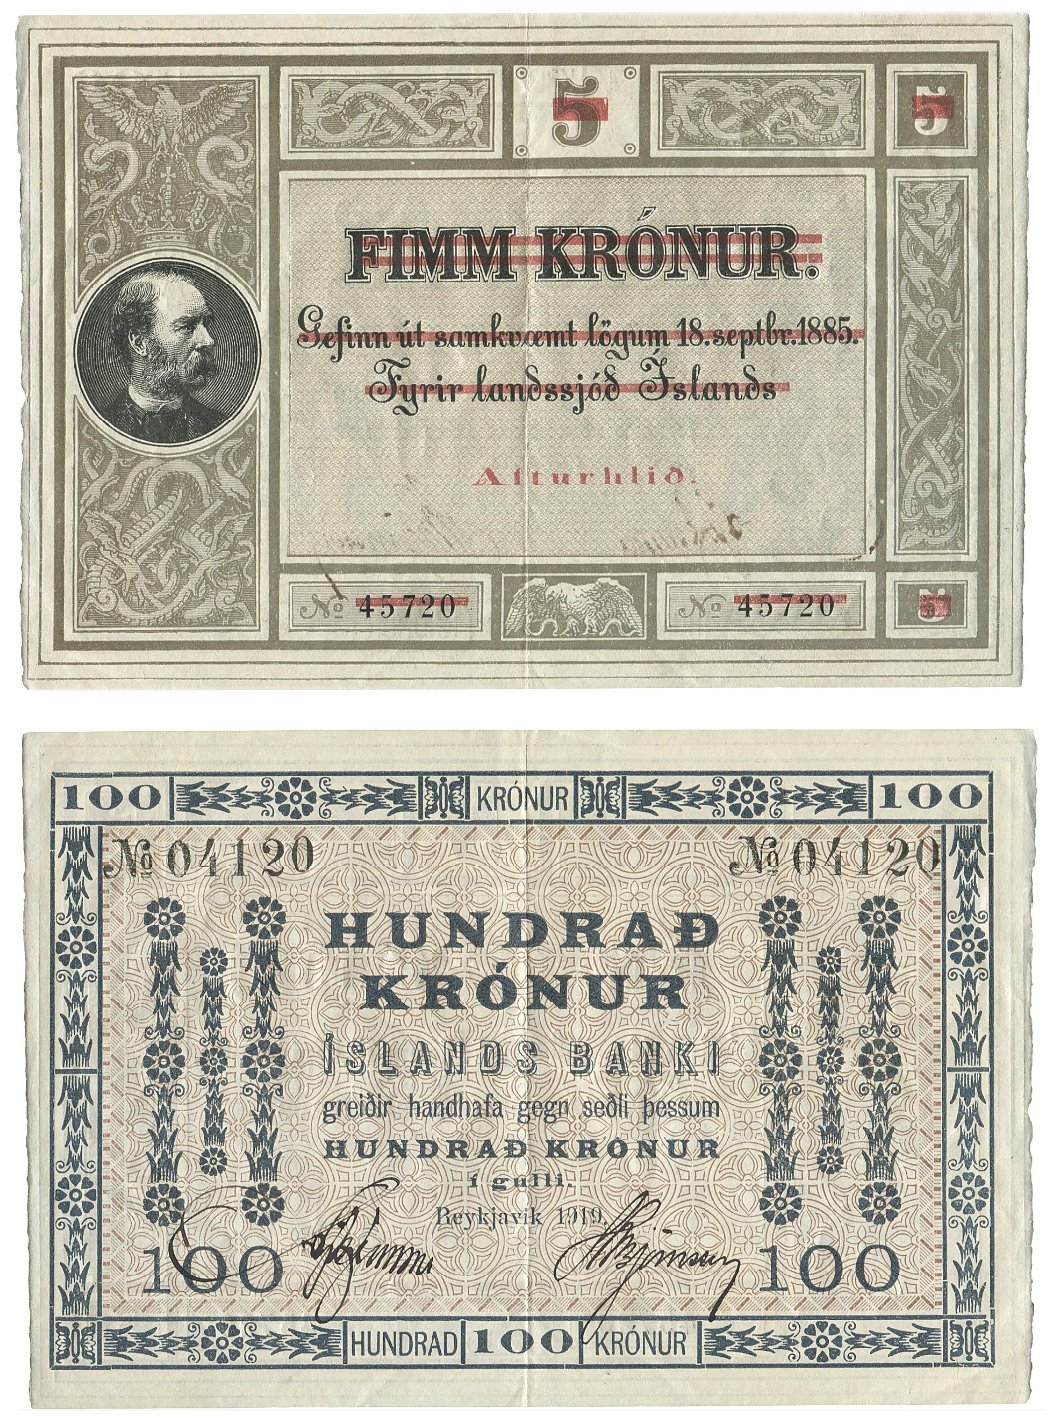 5
5
FIMM KRÓNUR.
Gefinn út samkvæmt lögum 18. septbr. 1885.
Fyrir landssjóð Íslands
Afturhlið.
No 45720
No 45720
5
100
KRÓNUR
100
No 04120
No 04120
HUNDRAÐ
KRÓNUR
ÍSLANDS BANKI
greiðir handhafa gegn seðli þessum
HUNDRAÐ KRÓNUR
í gulli.
Reykjavík 1919.
100
100
HUNDRAÐ
100
KRÓNUR